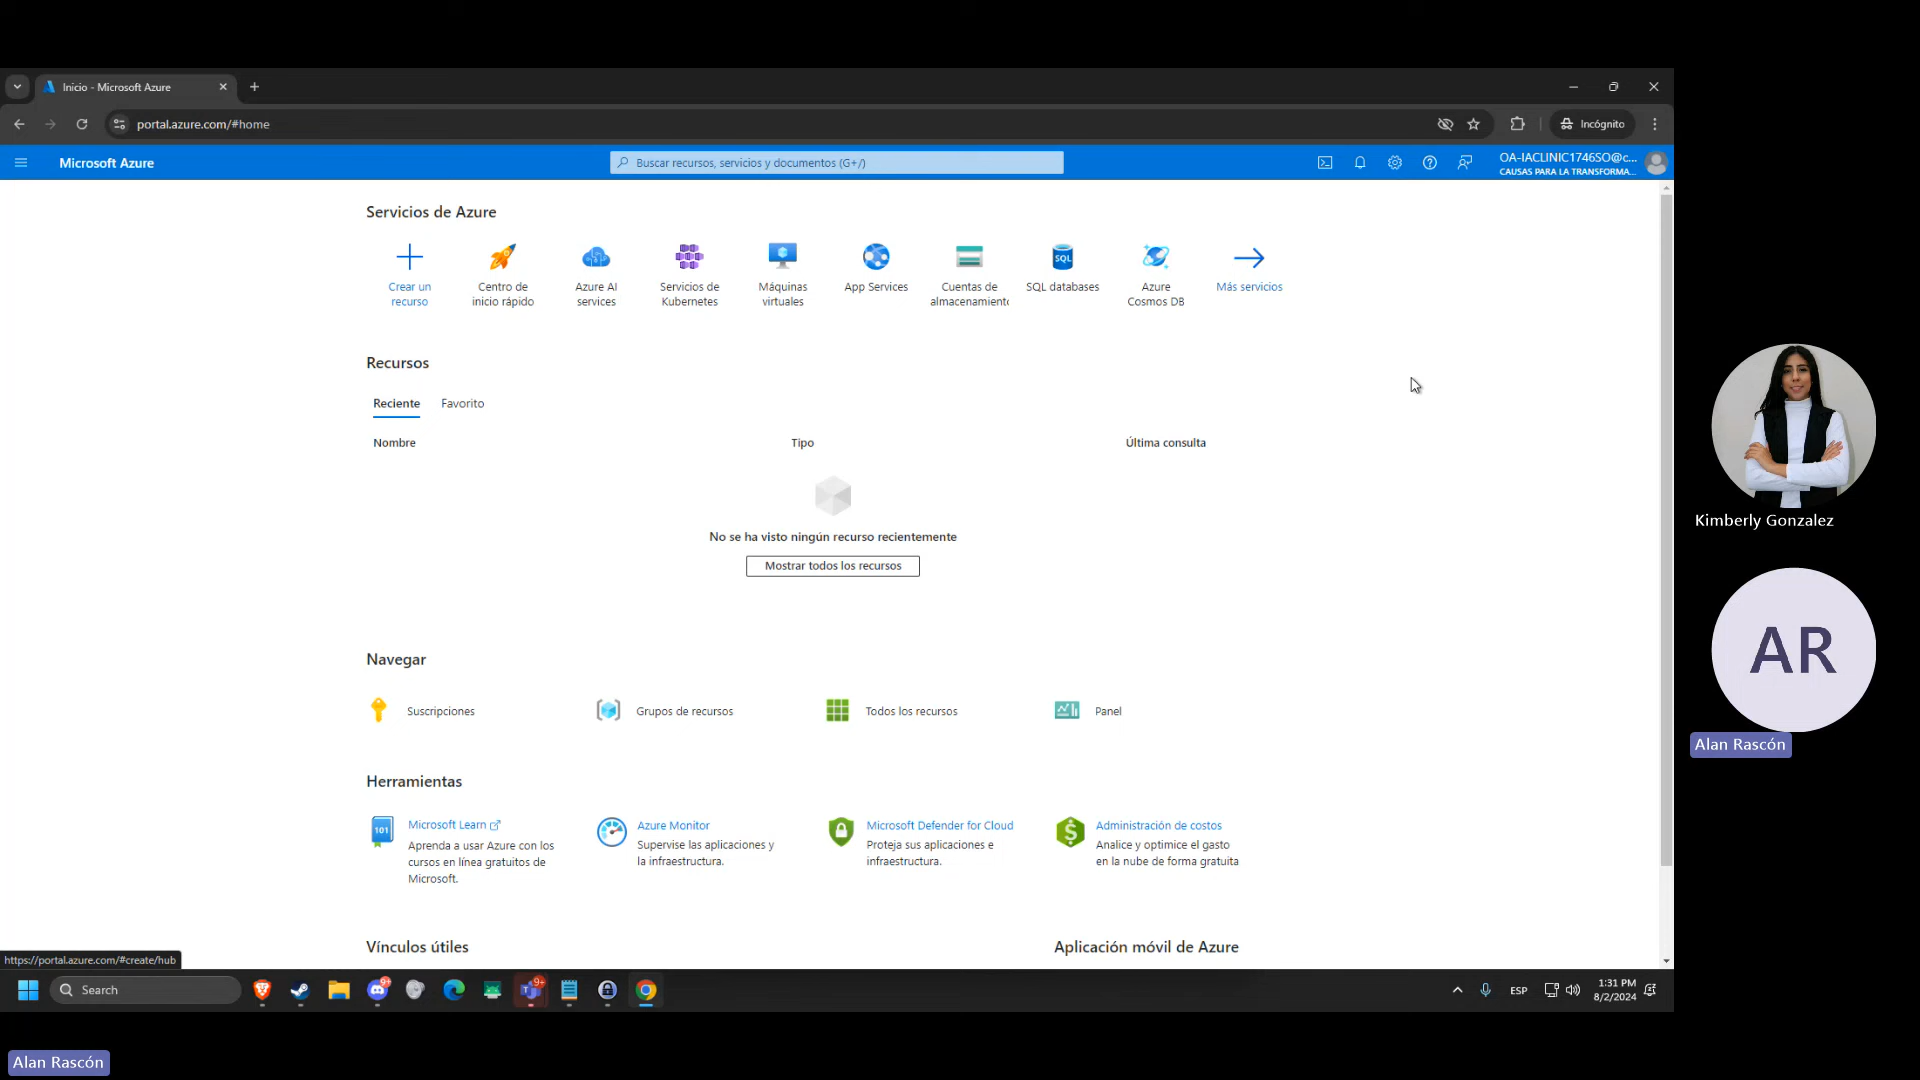 Inicio - Microsoft Azure
portal.azure.com/#home
Incógnito
Microsoft Azure
Buscar recursos, servicios y documentos (G+/)
OA-IACLINIC1746SO@c...
CAUSAS PARA LA TRANSFORMA...
Servicios de Azure
Crear un
recurso
Centro de
inicio rápido
Azure AI
services
Servicios de
Kubernetes
Máquinas
virtuales
App Services
Cuentas de
almacenamiento
SQL
SQL databases
Azure
Cosmos DB
Más servicios
Recursos
Reciente
Favorito
Nombre
Tipo
Última consulta
No se ha visto ningún recurso recientemente
Mostrar todos los recursos
Navegar
Suscripciones
Grupos de recursos
Todos los recursos
Panel
Herramientas
101
Microsoft Learn
Aprenda a usar Azure con los
cursos en línea gratuitos de
Microsoft.
Azure Monitor
Supervise las aplicaciones y
la infraestructura.
Microsoft Defender for Cloud
Proteja sus aplicaciones e
infraestructura.
$
Administración de costos
Analice y optimice el gasto
en la nube de forma gratuita
Vínculos útiles
Aplicación móvil de Azure
https://portal.azure.com/#create/hub
Search
9+
ESP
1:31 PM
8/2/2024
Kimberly Gonzalez
AR
Alan Rascón
Alan Rascón